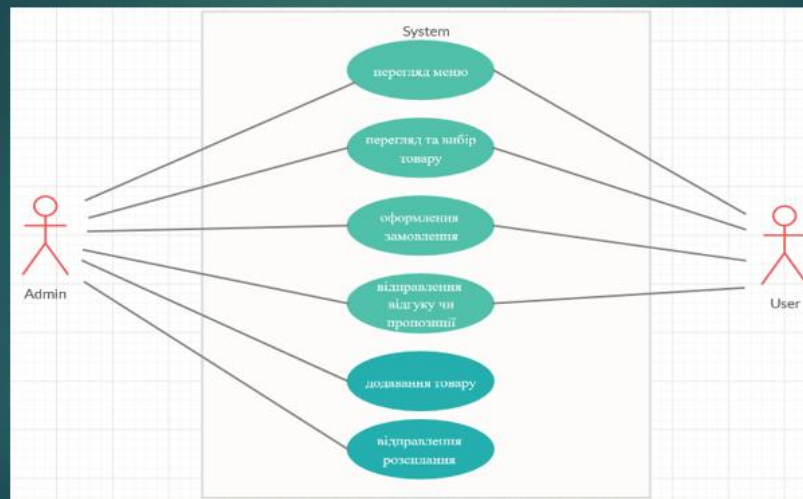 System
перегляд меню
перегляд та вибір
товару
оформлення
замовлення
відправлення
відгуку чи
пропозиції
додавання товару
відправлення
розсилання
Admin
User